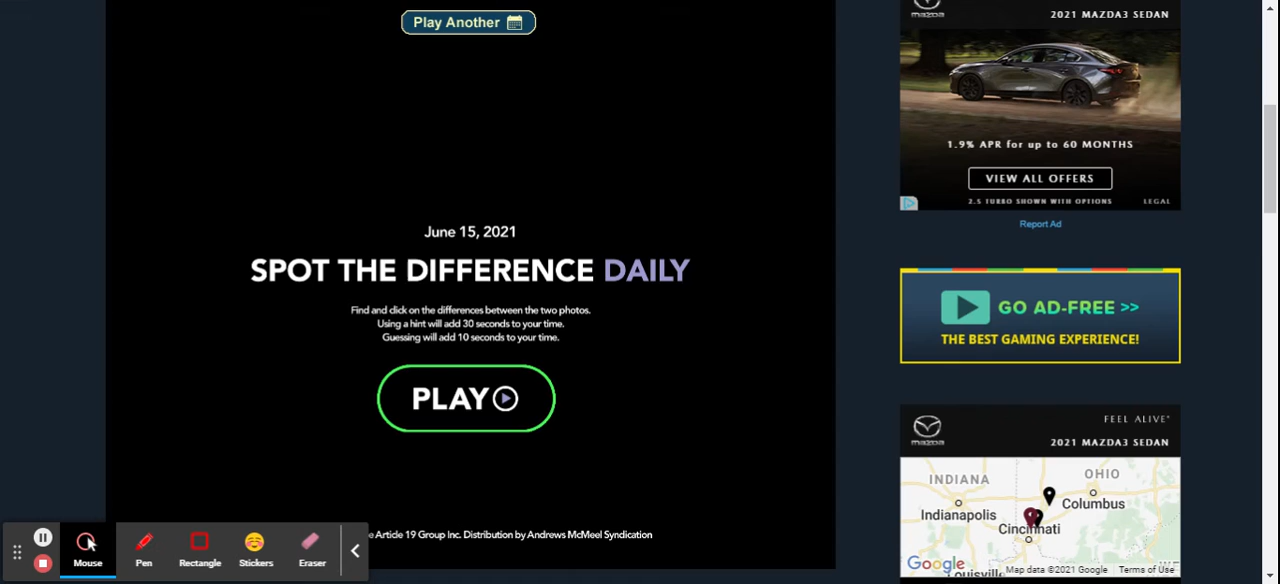 Play Another
June 15, 2021
SPOT THE DIFFERENCE DAILY
Find and click on the differences between the two photos.
Using a hint will add 30 seconds to your time.
Guessing will add 10 seconds to your time.
PLAY
Article 19 Group Inc. Distribution by Andrews McMeel Syndication
Mouse
Pen
Rectangle
Stickers
Eraser
mazda
2021 MAZDA3 SEDAN
1.9% APR for up to 60 MONTHS
VIEW ALL OFFERS
2.5 TURBO SHOWN WITH OPTIONS
LEGAL
Report Ad
GO AD-FREE >>
THE BEST GAMING EXPERIENCE!
FEEL ALIVE
mazda
2021 MAZDA3 SEDAN
INDIANA
OHIO
Indianapolis
Columbus
Cincinnati
Google
Louisville
Map data ©2021 Google
Terms of Use